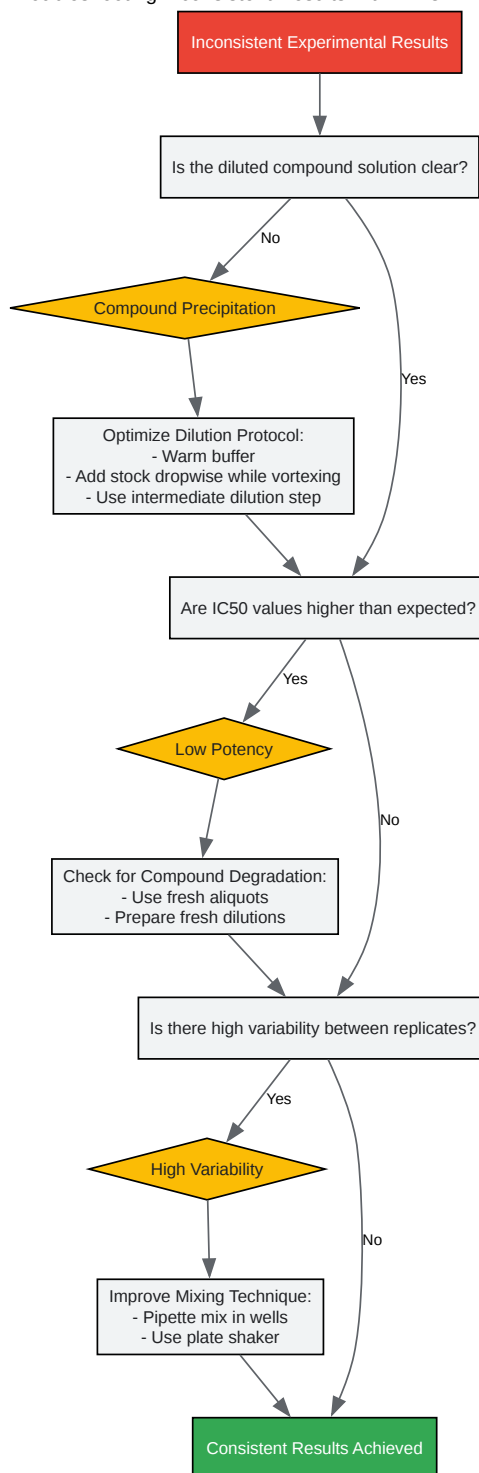 Inconsistent Experimental Results
Is the diluted compound solution clear?
No
Compound Precipitation
Yes
Optimize Dilution Protocol:
- Warm buffer
- Add stock dropwise while vortexing
- Use intermediate dilution step
Are IC50 values higher than expected?
Yes
Low Potency
No
Check for Compound Degradation:
- Use fresh aliquots
- Prepare fresh dilutions
Is there high variability between replicates?
Yes
High Variability
No
Improve Mixing Technique:
- Pipette mix in wells
- Use plate shaker
Consistent Results Achieved